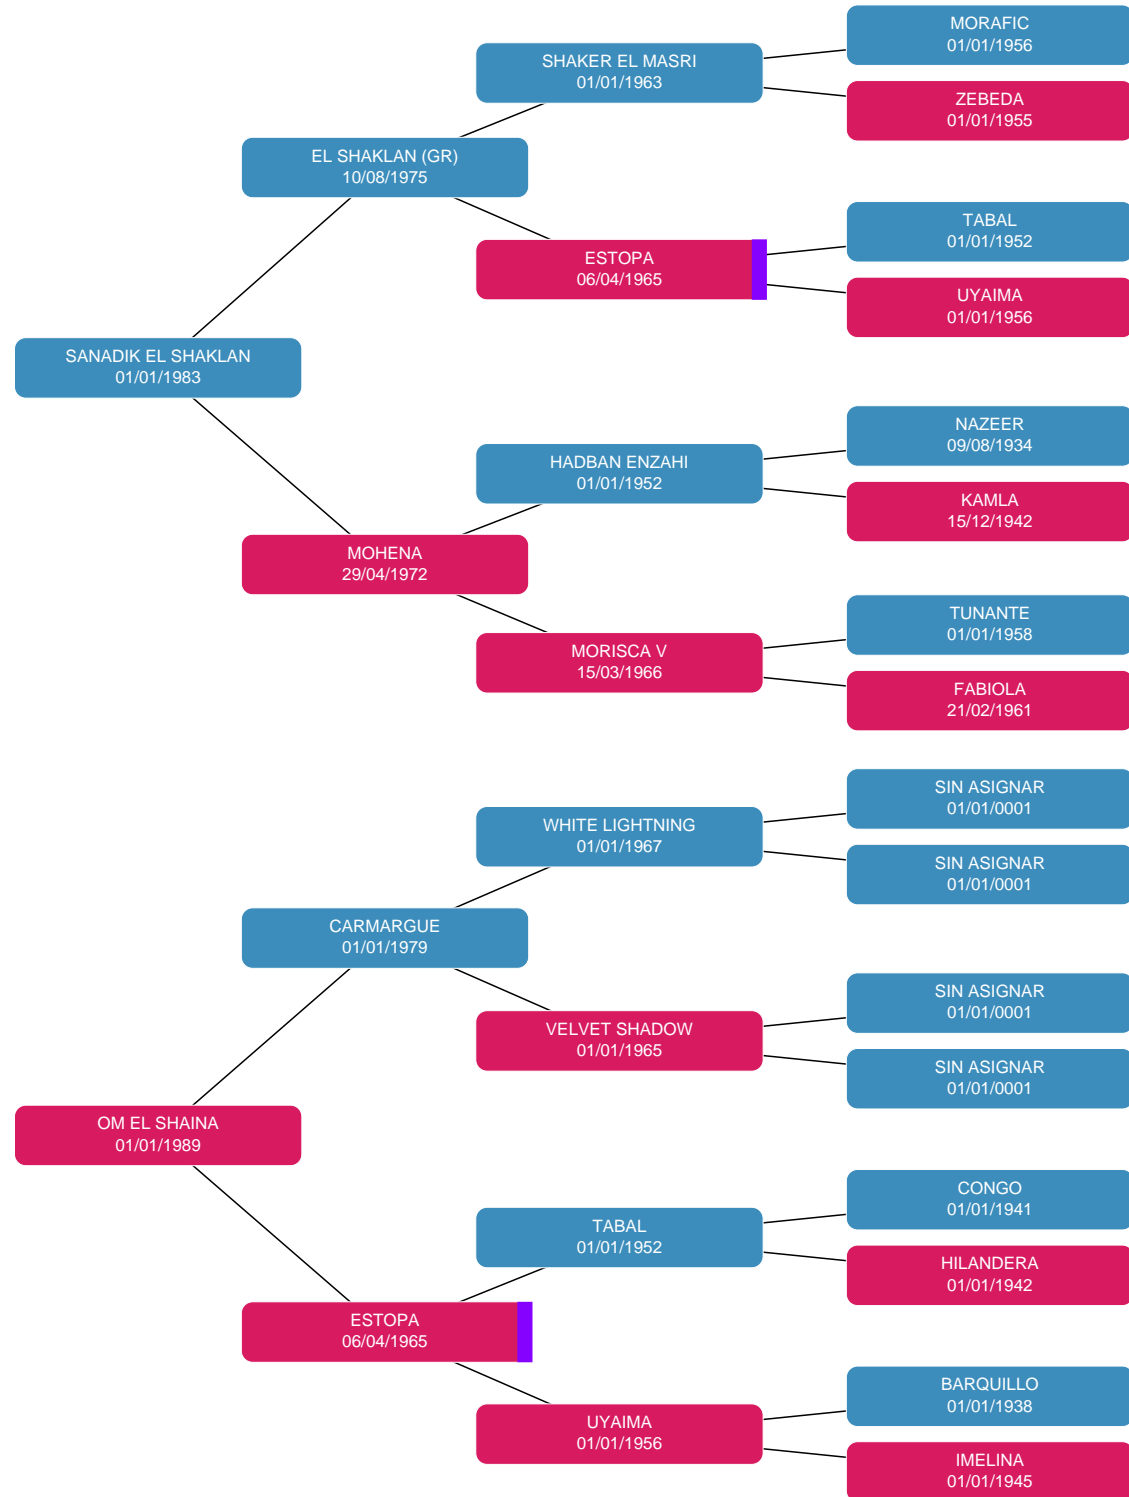 MORAFIC
01/01/1956
SHAKER EL MASRI
01/01/1963
ZEBEDA
01/01/1955
EL SHAKLAN (GR)
10/08/1975
TABAL
01/01/1952
ESTOPA
06/04/1965
UYAIMA
01/01/1956
SANADIK EL SHAKLAN
01/01/1983
NAZEER
09/08/1934
HADBAN ENZAHI
01/01/1952
KAMLA
15/12/1942
MOHENA
29/04/1972
TUNANTE
01/01/1958
MORISCA V
15/03/1966
FABIOLA
21/02/1961
SIN ASIGNAR
01/01/0001
WHITE LIGHTNING
01/01/1967
SIN ASIGNAR
01/01/0001
CARMARGUE
01/01/1979
SIN ASIGNAR
01/01/0001
VELVET SHADOW
01/01/1965
SIN ASIGNAR
01/01/0001
OM EL SHAINA
01/01/1989
CONGO
01/01/1941
TABAL
01/01/1952
HILANDERA
01/01/1942
ESTOPA
06/04/1965
BARQUILLO
01/01/1938
UYAIMA
01/01/1956
IMELINA
01/01/1945